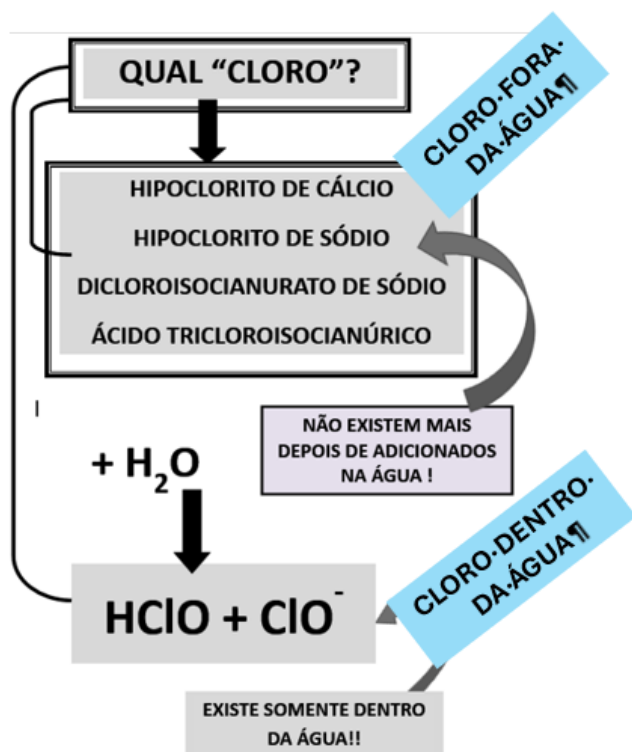 QUAL “CLORO”?
CLORO·FORA·
DA·ÁGUA¶
HIPOCLORITO DE CÁLCIO
HIPOCLORITO DE SÓDIO
DICLOROISOCIANURATO DE SÓDIO
ÁCIDO TRICLOROISOCIANÚRICO
NÃO EXISTEM MAIS
DEPOIS DE ADICIONADOS
NA ÁGUA !
+ H₂O
CLORO·DENTRO·
DA·ÁGUA¶
HClO + ClO⁻
EXISTE SOMENTE DENTRO
DA ÁGUA!!